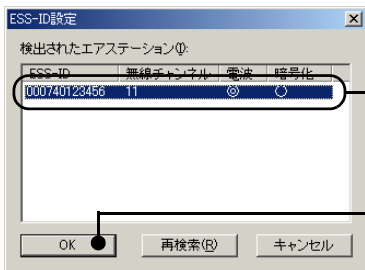 ESS-ID設定
検出されたエアステーション(I):
ESS-ID 無線チャンネル 電波 暗号化
000740123456 11 ◎ ○
OK 再検索(R) キャンセル